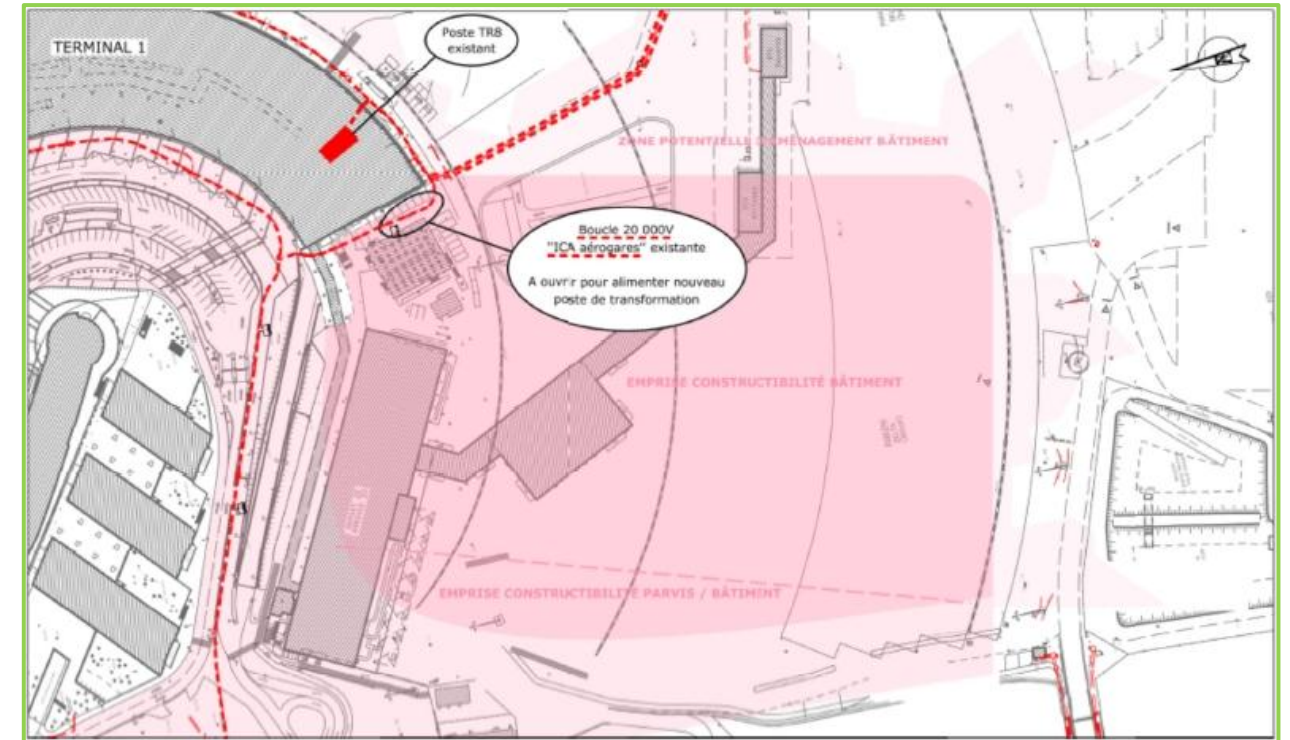 TERMINAL 1
Poste TR8
existant
ZONE POTENTIELLE D'AMÉNAGEMENT BÂTIMENT
Boucle 20 000V
"ICA aérogares" existante
A ouvrir pour alimenter nouveau
poste de transformation
EMPRISE CONSTRUCTIBILITÉ BÂTIMENT
EMPRISE CONSTRUCTIBILITÉ PARVIS / BÂTIMENT